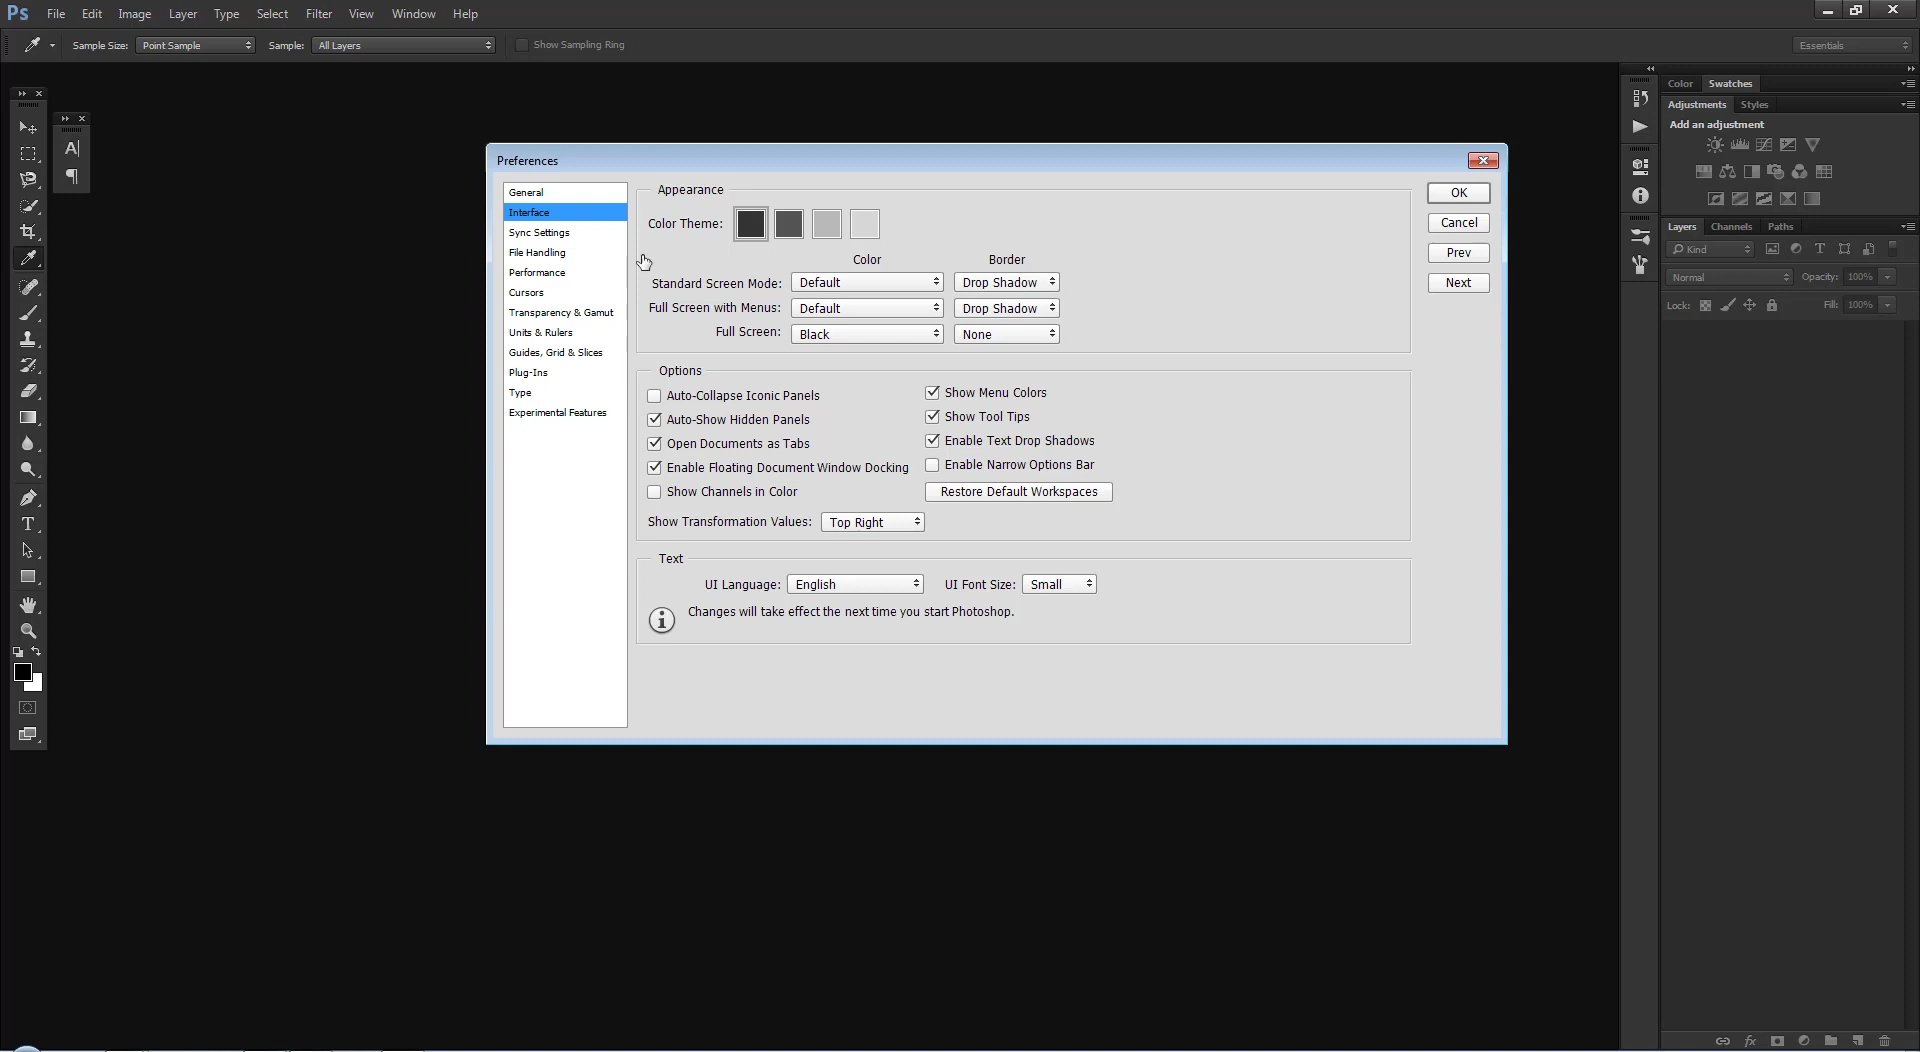 Ps File Edit Image Layer Type Select Filter View Window Help
Sample Size: Point Sample Sample: All Layers Show Sampling Ring Essentials
Color Swatches
Adjustments Styles
Add an adjustment
Layers Channels Paths
Kind
Normal Opacity: 100%
Lock: Fill: 100%
Preferences
General
Interface
Sync Settings
File Handling
Performance
Cursors
Transparency & Gamut
Units & Rulers
Guides, Grid & Slices
Plug-Ins
Type
Experimental Features
Appearance
Color Theme:
Color Border
Standard Screen Mode: Default Drop Shadow
Full Screen with Menus: Default Drop Shadow
Full Screen: Black None
Options
Auto-Collapse Iconic Panels
Auto-Show Hidden Panels
Open Documents as Tabs
Enable Floating Document Window Docking
Show Channels in Color
Show Menu Colors
Show Tool Tips
Enable Text Drop Shadows
Enable Narrow Options Bar
Restore Default Workspaces
Show Transformation Values: Top Right
Text
UI Language: English UI Font Size: Small
Changes will take effect the next time you start Photoshop.
OK
Cancel
Prev
Next